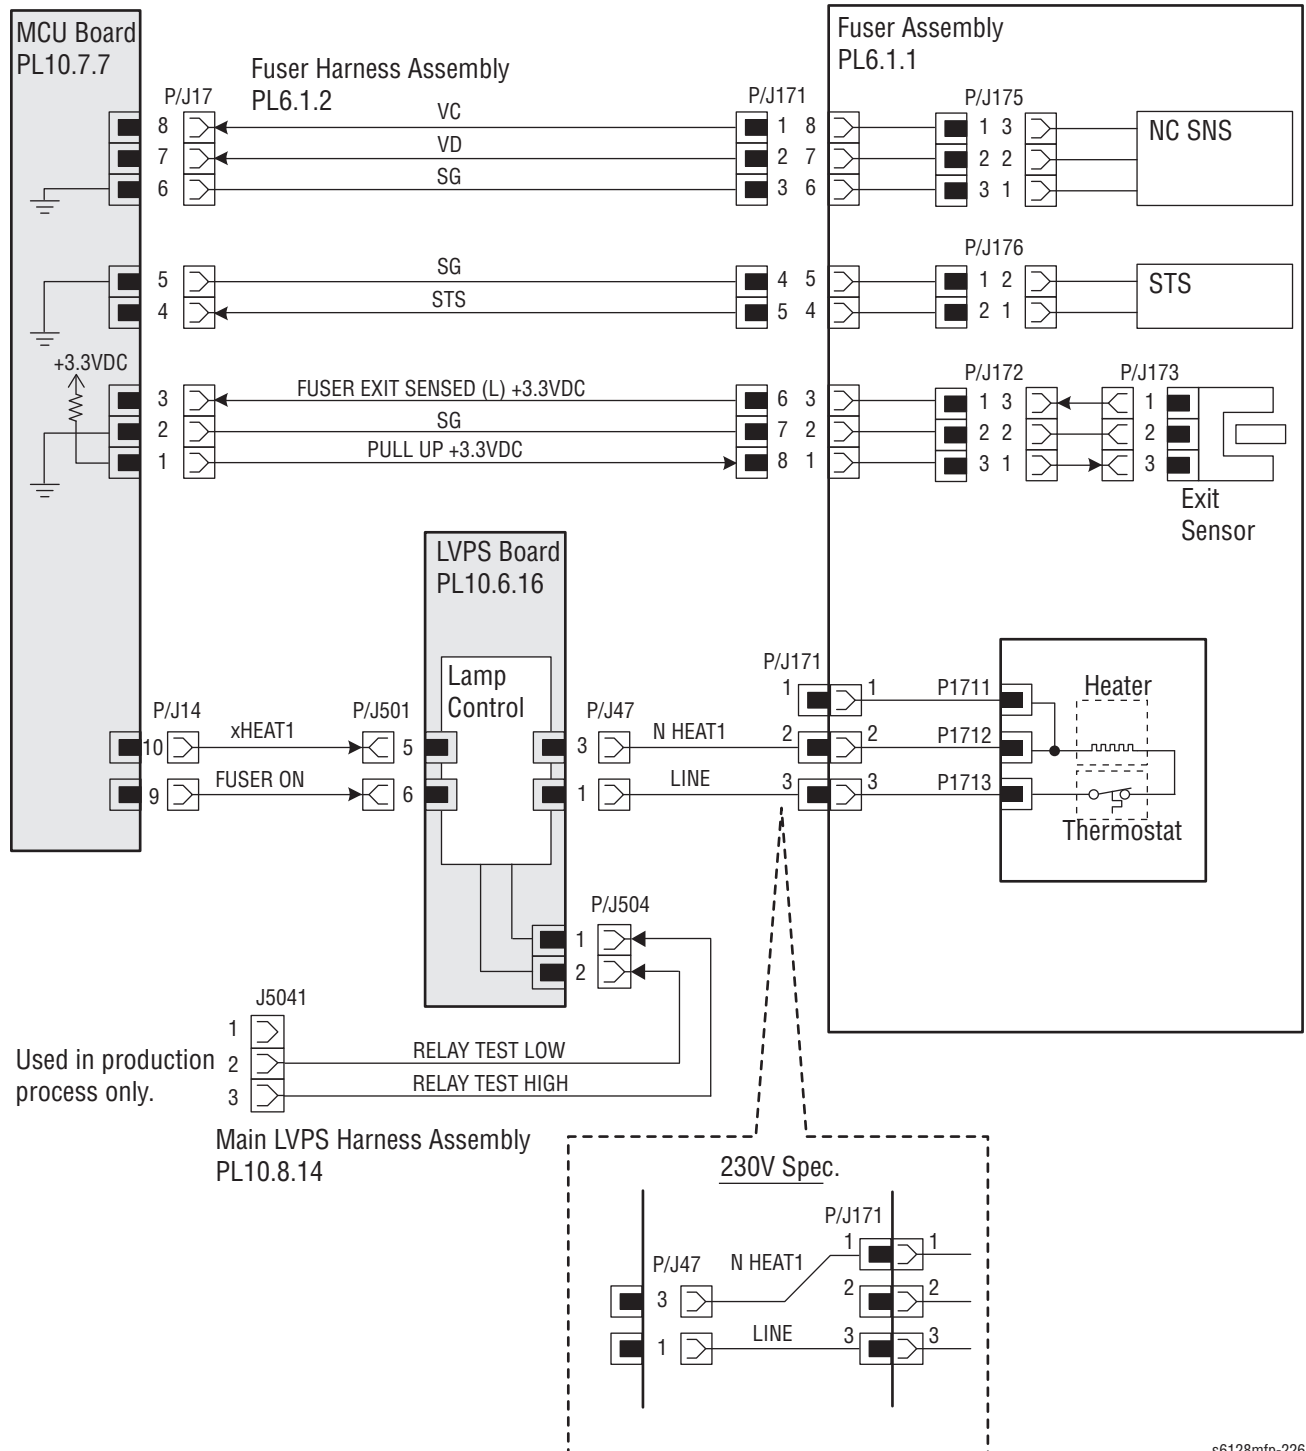 MCU Board
PL10.7.7
Fuser Harness Assembly
PL6.1.2
Fuser Assembly
PL6.1.1
P/J17
P/J171
P/J175
8 VC 1 8 1 3
7 VD 2 7 2 2
6 SG 3 6 3 1
NC SNS
P/J176
5 SG 4 5 1 2
4 STS 5 4 2 1
STS
+3.3VDC
P/J172
P/J173
3 FUSER EXIT SENSED (L) +3.3VDC 6 3 1 3 1
2 SG 7 2 2 2 2
1 PULL UP +3.3VDC 8 1 3 1 3
Exit
Sensor
LVPS Board
PL10.6.16
Lamp
Control
P/J14
P/J501
P/J47
P/J171
1 1 P1711
Heater
10 xHEAT1 5 3 N HEAT1 2 2 P1712
9 FUSER ON 6 1 LINE 3 3 P1713
Thermostat
P/J504
1
2
J5041
1
2 RELAY TEST LOW
3 RELAY TEST HIGH
Used in production
process only.
Main LVPS Harness Assembly
PL10.8.14
230V Spec.
P/J171
P/J47
N HEAT1 1 1
3 2 2
1 LINE 3 3
s6128mfp-226